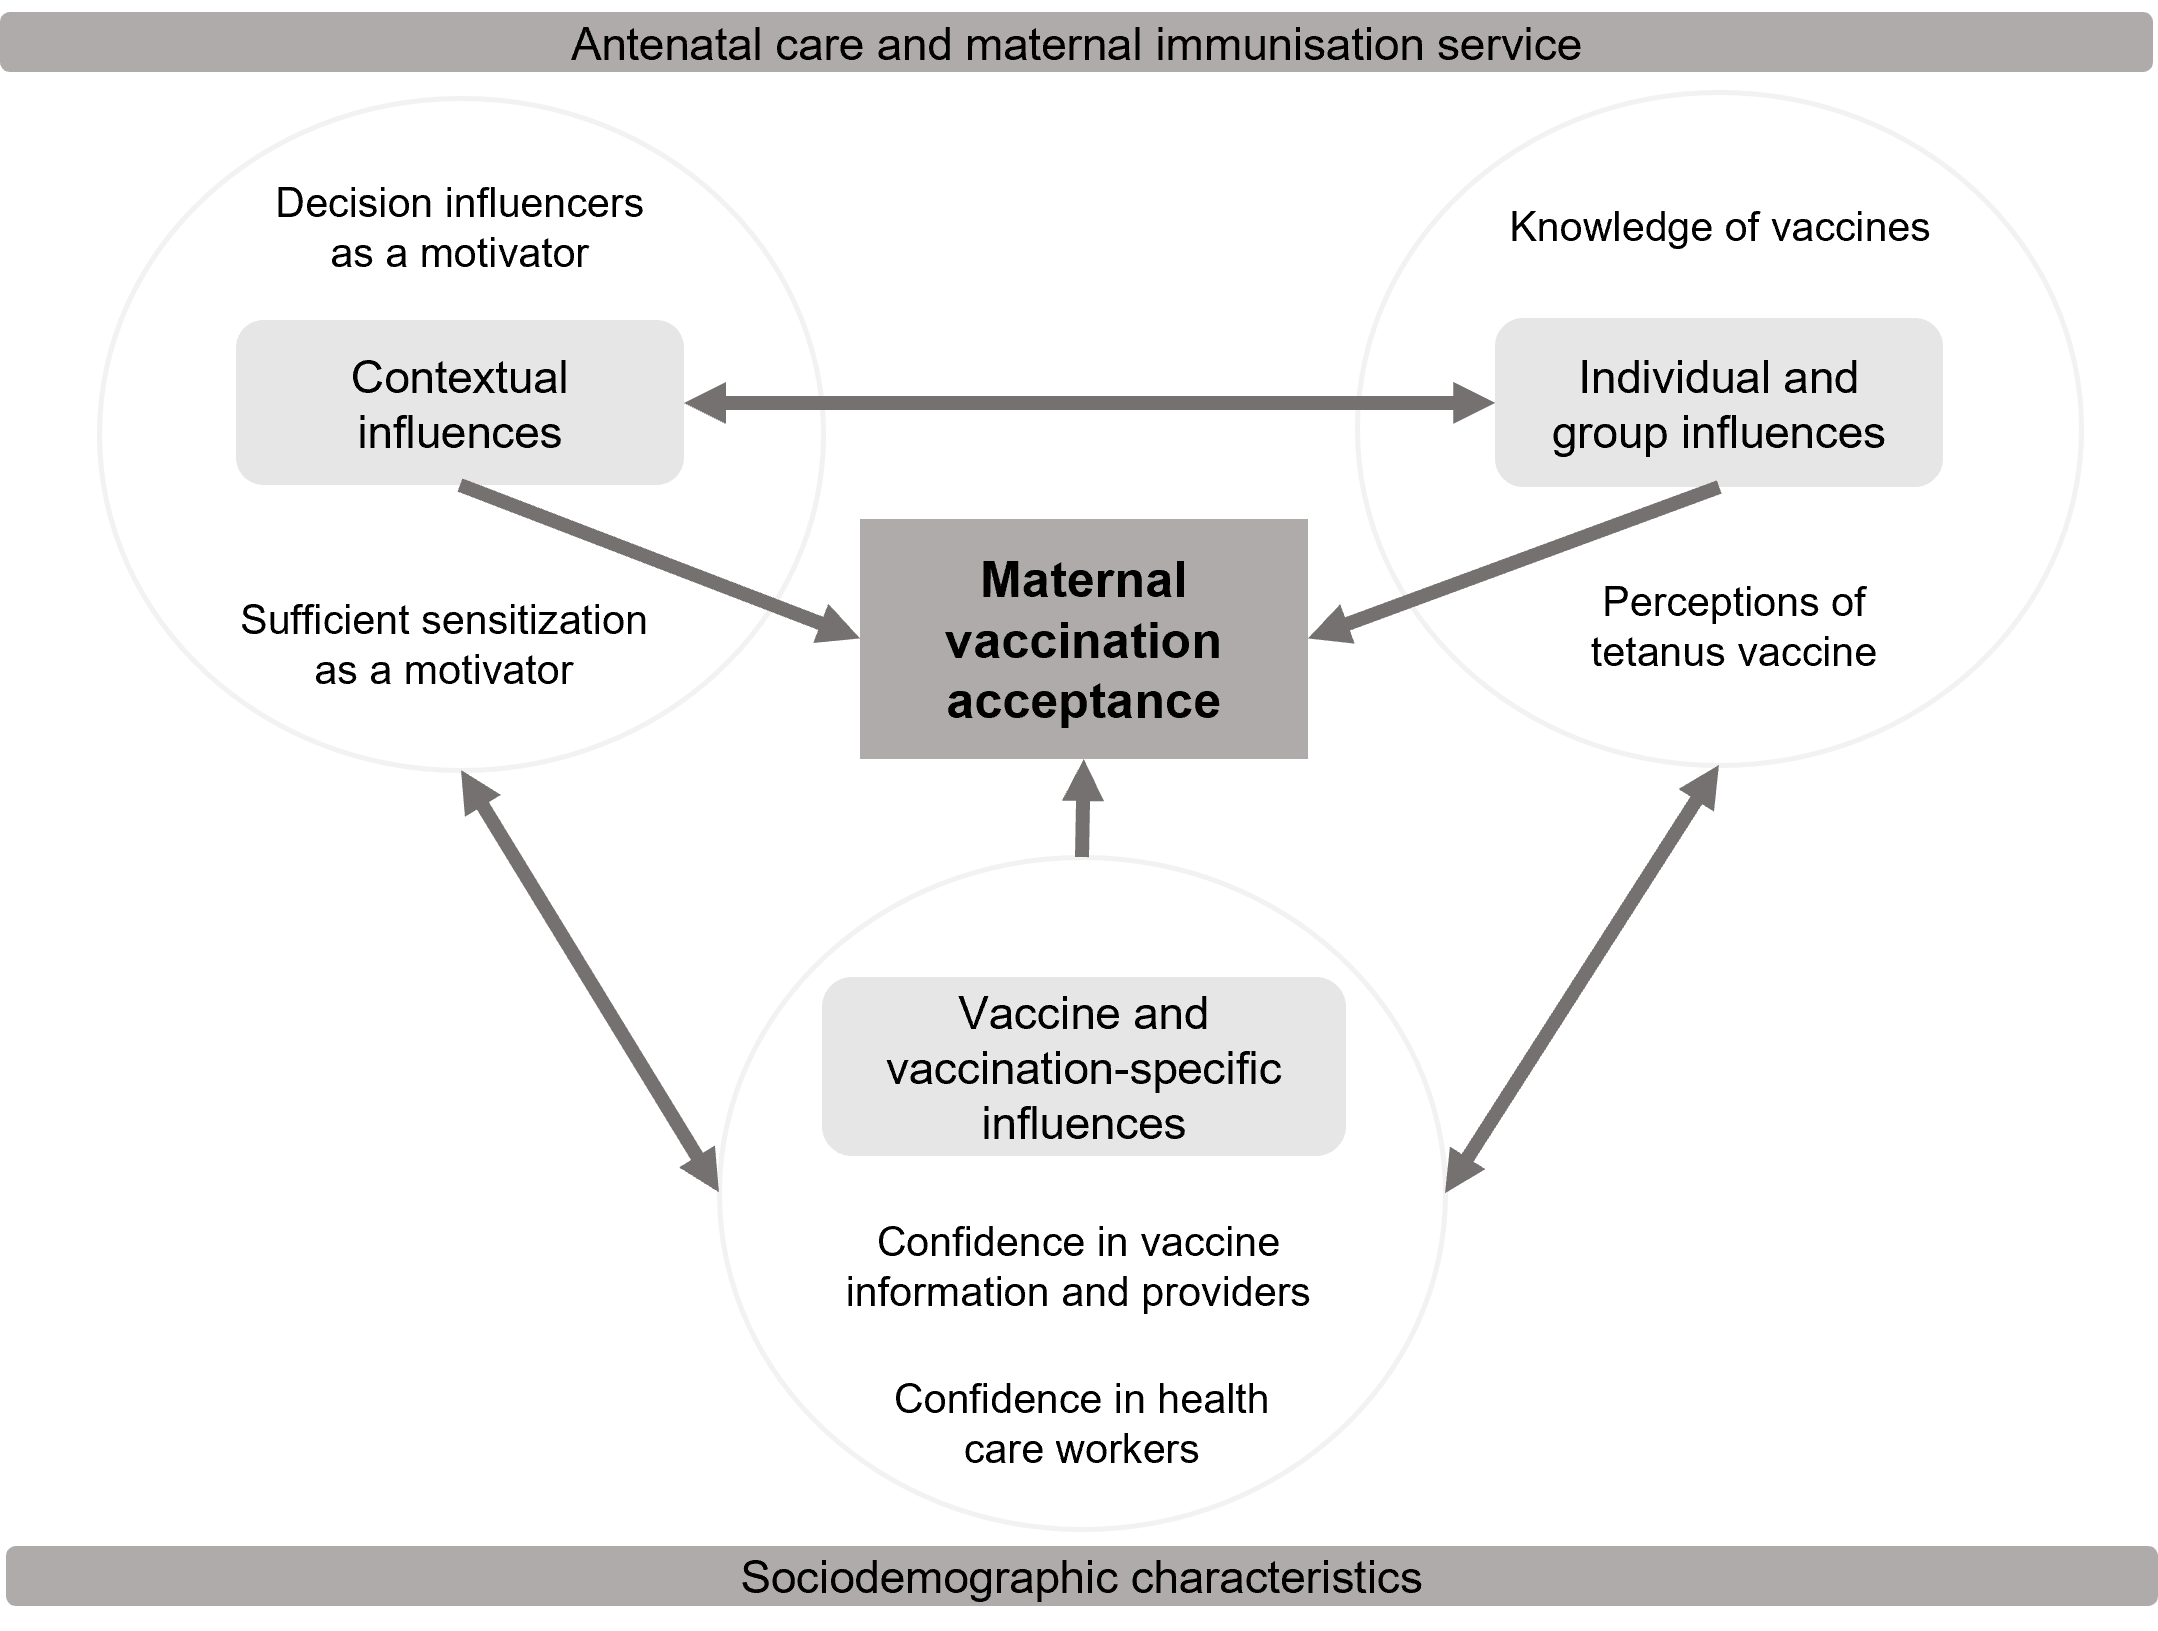 Antenatal care and maternal immunisation service
Decision influencers
as a motivator
Contextual
influences
Sufficient sensitization
as a motivator
Knowledge of vaccines
Individual and
group influences
Perceptions of
tetanus vaccine
Maternal
vaccination
acceptance
Vaccine and
vaccination-specific
influences
Confidence in vaccine
information and providers
Confidence in health
care workers
Sociodemographic characteristics